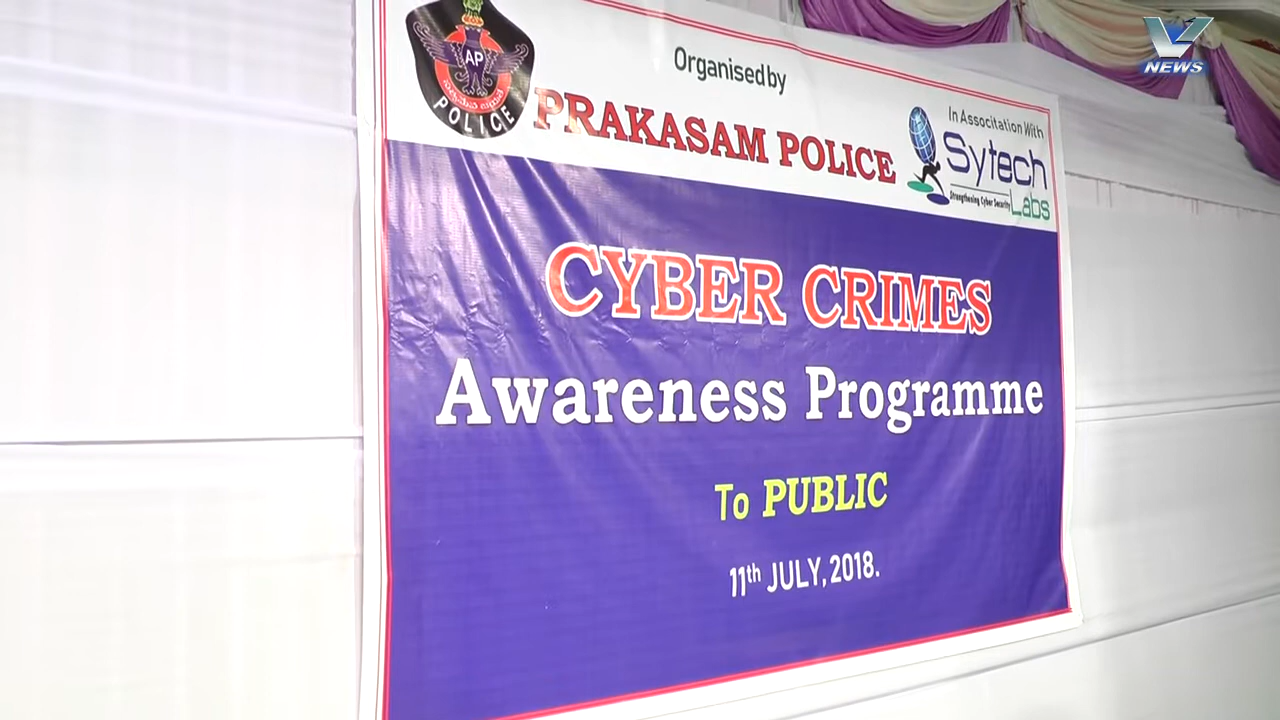 Organised by
PRAKASAM POLICE
AP
POLICE
In Associtation With
Sytech
Strengthening Cyber Security
Labs
CYBER CRIMES
Awareness Programme
To PUBLIC
11th JULY, 2018.
V
NEWS